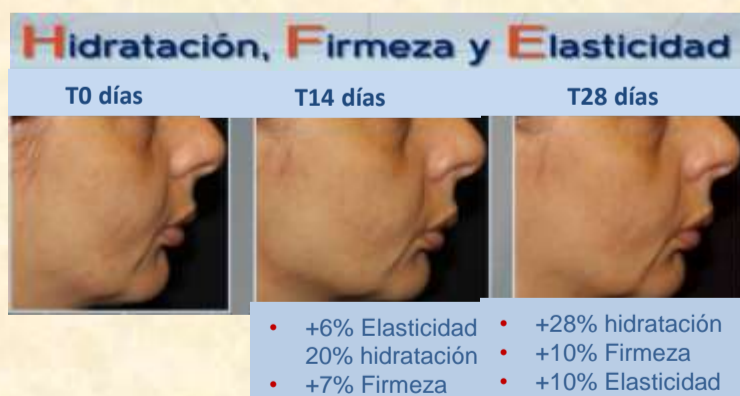 Hidratación, Firmeza y Elasticidad
T0 días
T14 días
T28 días
• +6% Elasticidad
20% hidratación
• +7% Firmeza
• +28% hidratación
• +10% Firmeza
• +10% Elasticidad